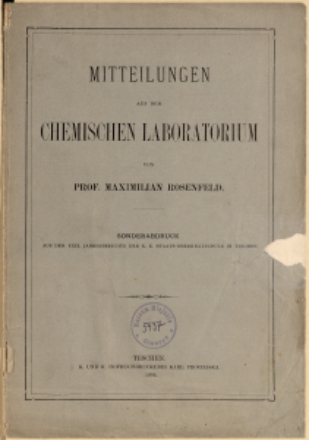 MITTEILUNGEN
AUS DEM
CHEMISCHEN LABORATORIUM
VON
PROF. MAXIMILIAN ROSENFELD.
SONDERABDRUCK
AUS DEM JAHRESBERICHTE DER K. K. STAATS-OBERREALSCHULE IN TESCHEN.
5937
TESCHEN.
K. UND K. HOFBUCHDRUCKEREI KARL PROCHASKA.